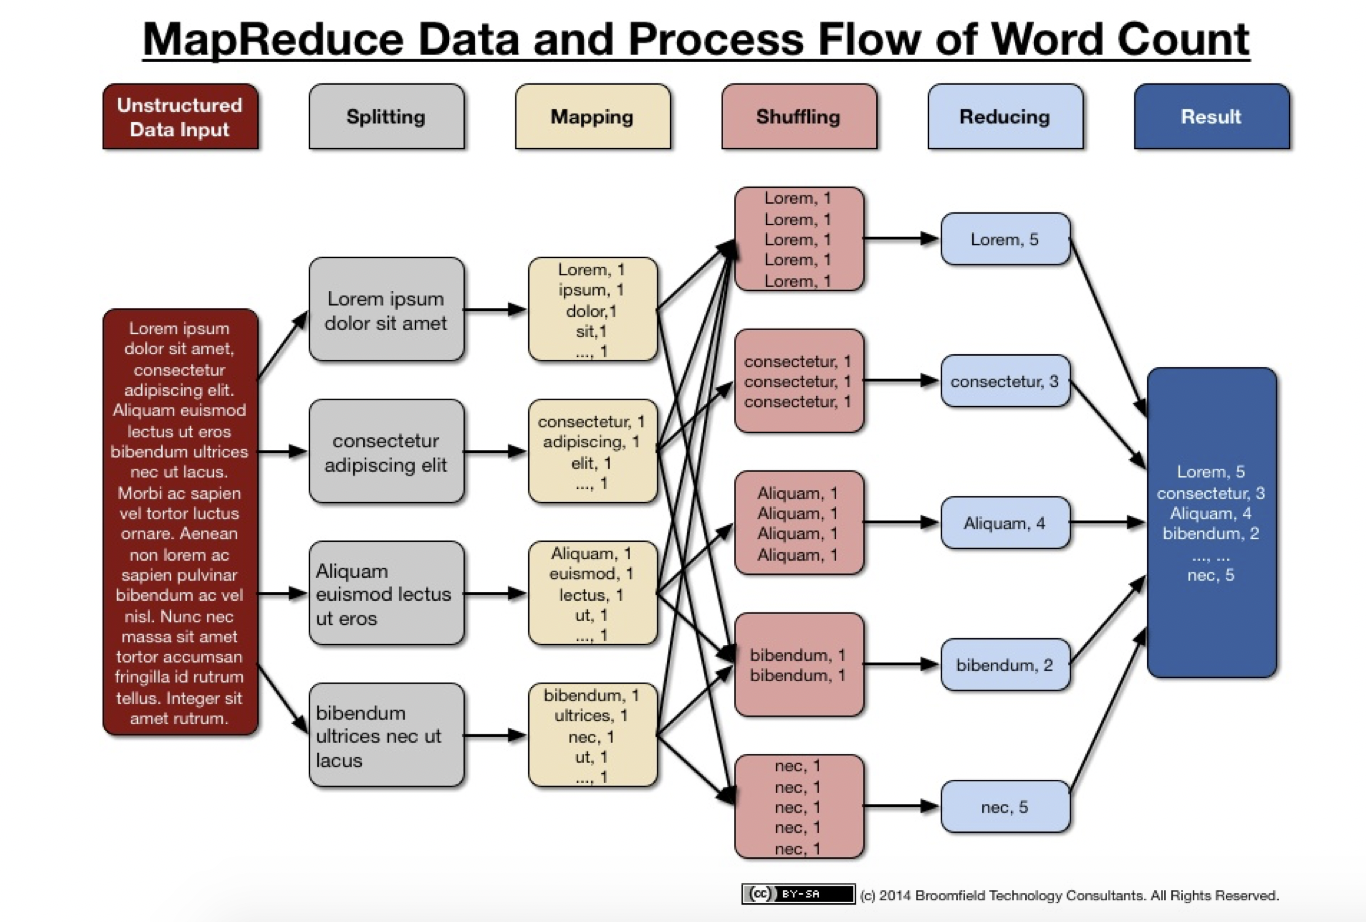 MapReduce Data and Process Flow of Word Count
Unstructured
Data Input
Splitting
Mapping
Shuffling
Reducing
Result
Lorem ipsum
dolor sit amet,
consectetur
adipiscing elit.
Aliquam euismod
lectus ut eros
bibendum ultrices
nec ut lacus.
Morbi ac sapien
vel tortor luctus
ornare. Aenean
non lorem ac
sapien pulvinar
bibendum ac vel
nisl. Nunc nec
massa sit amet
tortor accumsan
fringilla id rutrum
tellus. Integer sit
amet rutrum.
Lorem ipsum
dolor sit amet
consectetur
adipiscing elit
Aliquam
euismod lectus
ut eros
bibendum
ultrices nec ut
lacus
Lorem, 1
ipsum, 1
dolor,1
sit,1
..., 1
consectetur, 1
adipiscing, 1
elit, 1
..., 1
Aliquam, 1
euismod, 1
lectus, 1
ut, 1
..., 1
bibendum, 1
ultrices, 1
nec, 1
ut, 1
..., 1
Lorem, 1
Lorem, 1
Lorem, 1
Lorem, 1
Lorem, 1
consectetur, 1
consectetur, 1
consectetur, 1
Aliquam, 1
Aliquam, 1
Aliquam, 1
Aliquam, 1
bibendum, 1
bibendum, 1
nec, 1
nec, 1
nec, 1
nec, 1
nec, 1
Lorem, 5
consectetur, 3
Aliquam, 4
bibendum, 2
nec, 5
Lorem, 5
consectetur, 3
Aliquam, 4
bibendum, 2
..., ...
nec, 5
(cc) BY-SA (c) 2014 Broomfield Technology Consultants. All Rights Reserved.